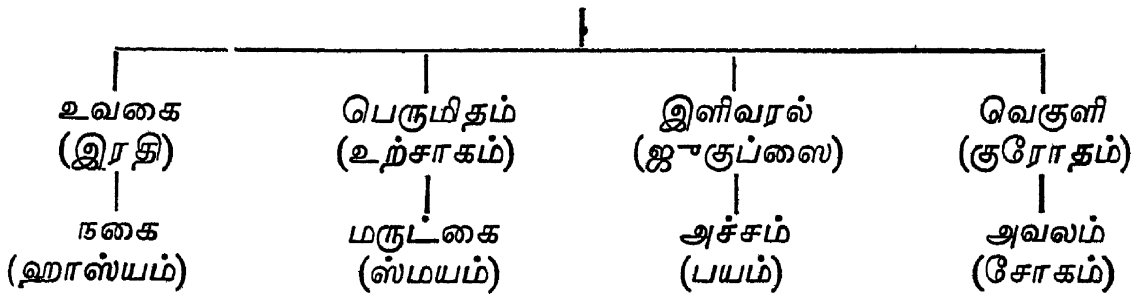 உவகை பெருமிதம் இளிவரல் வெகுளி
(இரதி) (உற்சாகம்) (ஜுகுப்ஸை) (குரோதம்)
நகை மருட்கை அச்சம் அவலம்
(ஹாஸ்யம்) (ஸ்மயம்) (பயம்) (சோகம்)